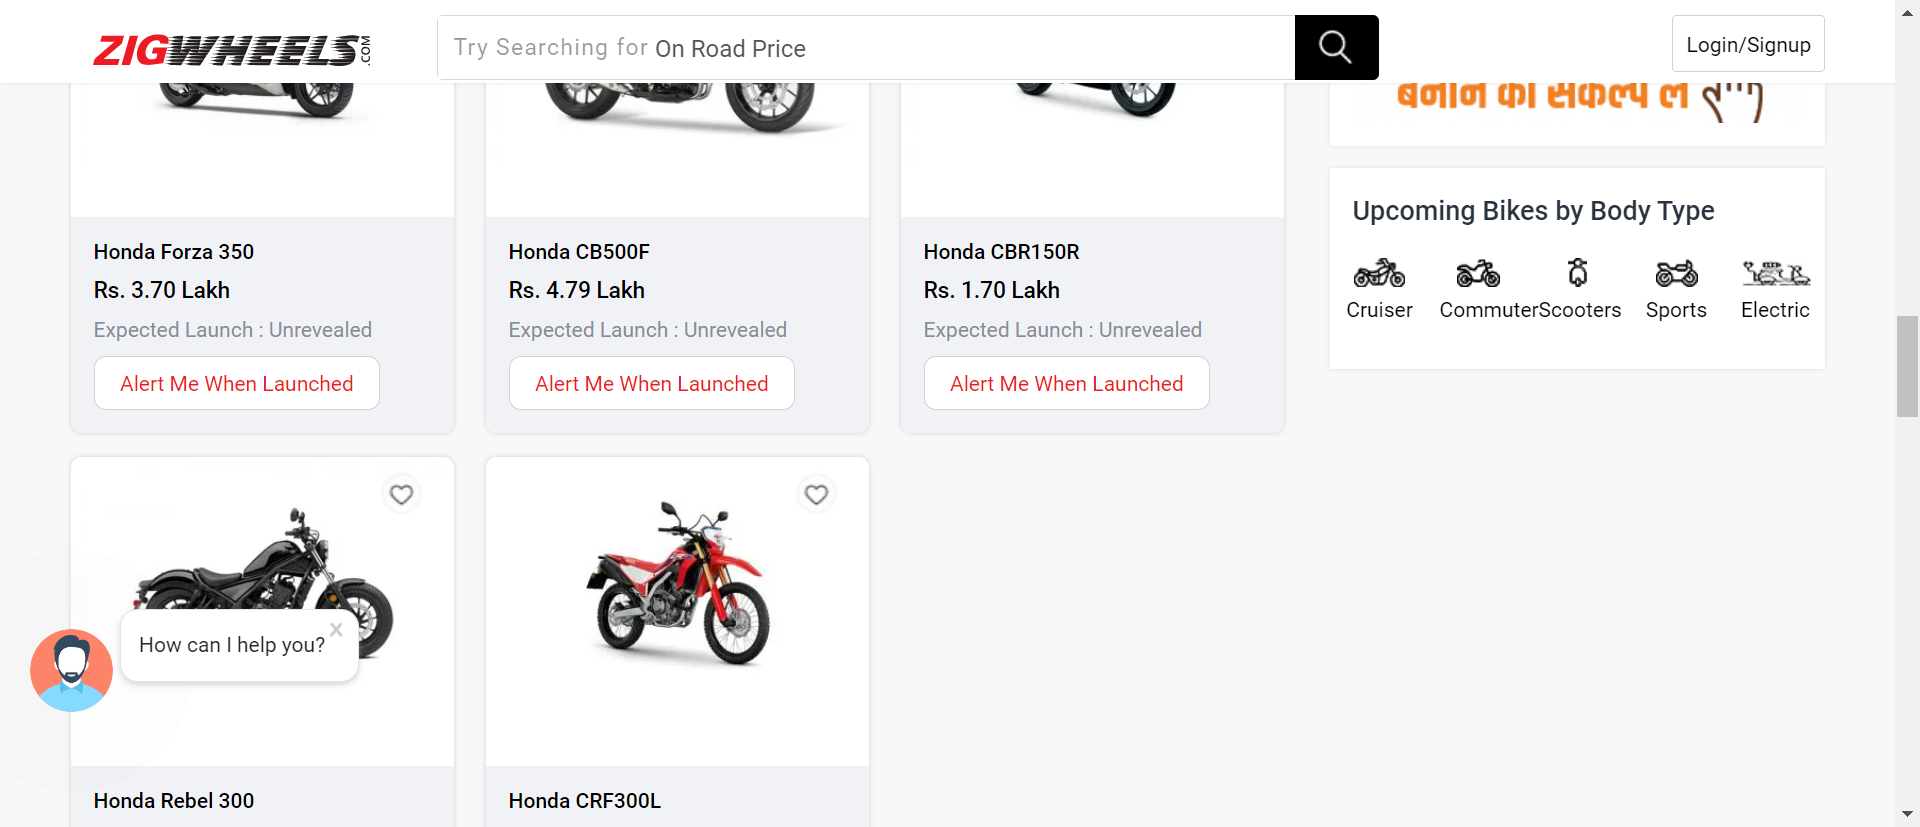 ZIGWHEELS.COM
Try Searching for On Road Price
Login/Signup
बनाने का संकल्प लें
Honda Forza 350
Rs. 3.70 Lakh
Expected Launch : Unrevealed
Alert Me When Launched
Honda CB500F
Rs. 4.79 Lakh
Expected Launch : Unrevealed
Alert Me When Launched
Honda CBR150R
Rs. 1.70 Lakh
Expected Launch : Unrevealed
Alert Me When Launched
Upcoming Bikes by Body Type
Cruiser
Commuter
Scooters
Sports
Electric
How can I help you?
Honda Rebel 300
Honda CRF300L